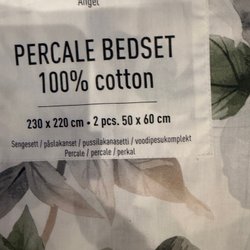 Angel
PERCALE BEDSET
100% cotton
230 x 220 cm • 2 pcs. 50 x 60 cm
Sengesett / påslakanset / pussilakanasetti / voodipesukomplekt
Percale / percale / perkal